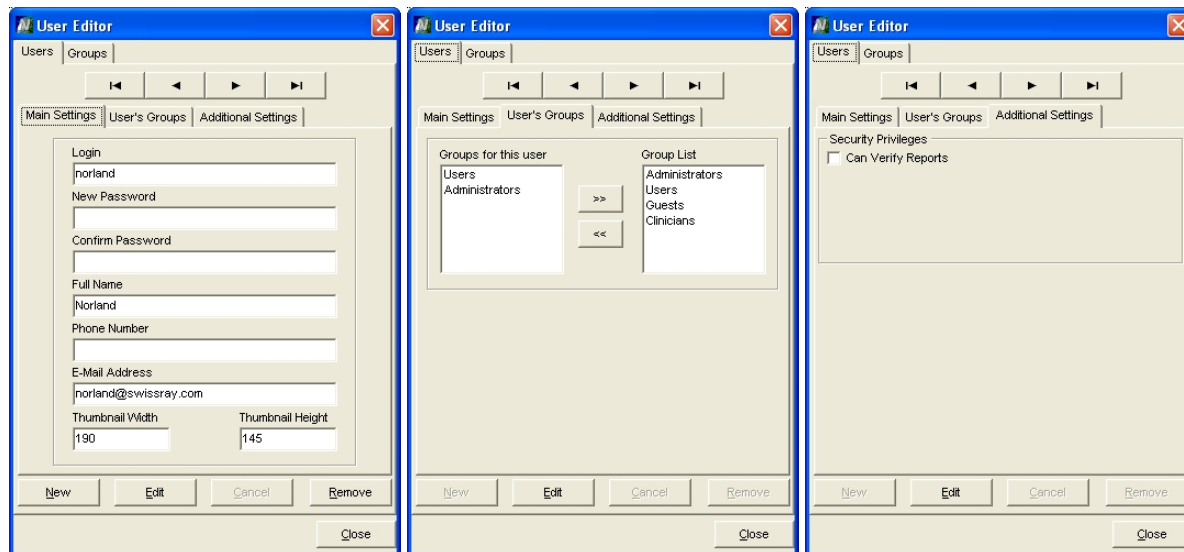 User Editor
Users Groups
Main Settings User's Groups Additional Settings
Login
norland
New Password
Confirm Password
Full Name
Norland
Phone Number
E-Mail Address
norland@swissray.com
Thumbnail Width Thumbnail Height
190 145
New Edit Cancel Remove
Close
User Editor
Users Groups
Main Settings User's Groups Additional Settings
Groups for this user Group List
Users Administrators
Administrators Users
>> Guests
<< Clinicians
New Edit Cancel Remove
Close
User Editor
Users Groups
Main Settings User's Groups Additional Settings
Security Privileges
Can Verify Reports
New Edit Cancel Remove
Close